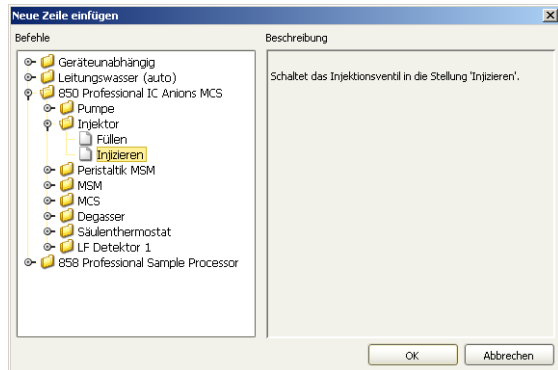 Neue Zeile einfügen
Befehle
Beschreibung
Geräteunabhängig
Leitungswasser (auto)
850 Professional IC Anions MCS
Pumpe
Injektor
Füllen
Injizieren
Peristaltik MSM
MSM
MCS
Degasser
Säulenthermostat
LF Detektor 1
858 Professional Sample Processor
Schaltet das Injektionsventil in die Stellung 'Injizieren'.
OK
Abbrechen